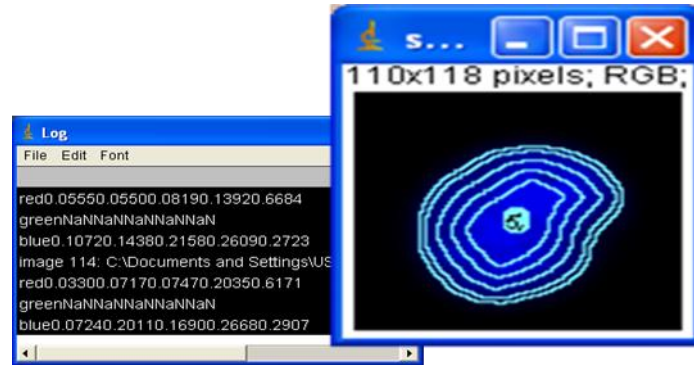 s...
110x118 pixels; RGB;
Log
File Edit Font
red0.05550.05500.08190.13920.6684
greenNaNNaNNaNNaNNaN
blue0.10720.14380.21580.26090.2723
image 114: C:\Documents and Settings\US
red0.03300.07170.07470.20350.6171
greenNaNNaNNaNNaNNaN
blue0.07240.20110.16900.26680.2907